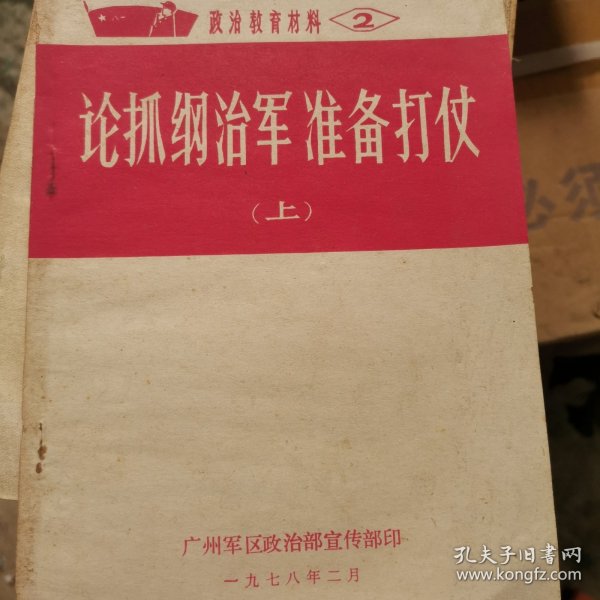 政治教育材料 2
论抓纲治军 准备打仗
（上）
必须
广州军区政治部宣传部印
一九七八年二月
孔夫子旧书网
www.kongfz.com